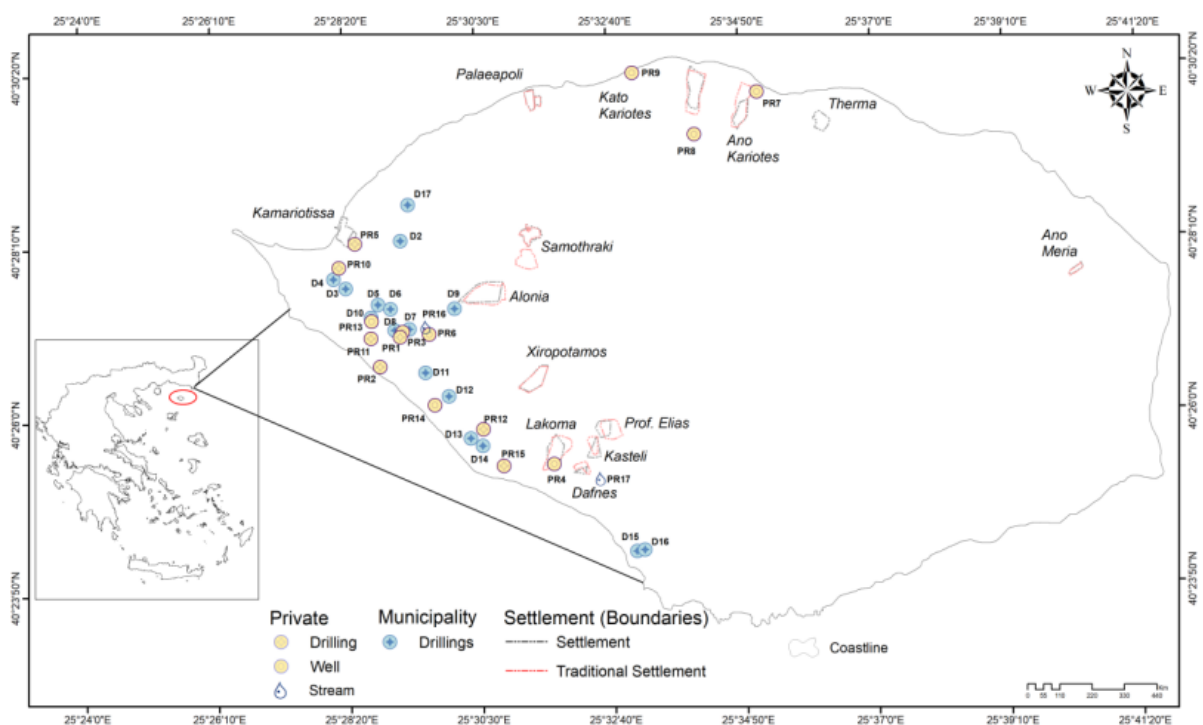 25°24'0"E 25°26'10"E 25°28'20"E 25°30'30"E 25°32'40"E 25°34'50"E 25°37'0"E 25°39'10"E 25°41'20"E
40°30'20"N
40°28'10"N
40°26'0"N
40°23'50"N
40°30'20"N
40°28'10"N
40°26'0"N
40°23'50"N
N
W E
S
Palaeapoli
PR9
Kato
Kariotes
PR7
Therma
PR8
Ano
Kariotes
D17
Kamariotissa
PR5
D2
Samothraki
Ano
Meria
PR10
D4
D3
D5
D6
D9
Alonia
D10
D8
D7
PR16
PR13
PR6
PR11
PR1
PR3
PR2
D11
Xiropotamos
D12
PR14
PR12
Lakoma
Prof. Elias
D13
D14
PR15
Kasteli
PR4
PR17
Dafnes
D15
D16
Private
Drilling
Well
Stream
Municipality
Drillings
Settlement (Boundaries)
Settlement
Traditional Settlement
Coastline
Km
0 55 110 220 330 440
25°24'0"E 25°26'10"E 25°28'20"E 25°30'30"E 25°32'40"E 25°34'50"E 25°37'0"E 25°39'10"E 25°41'20"E